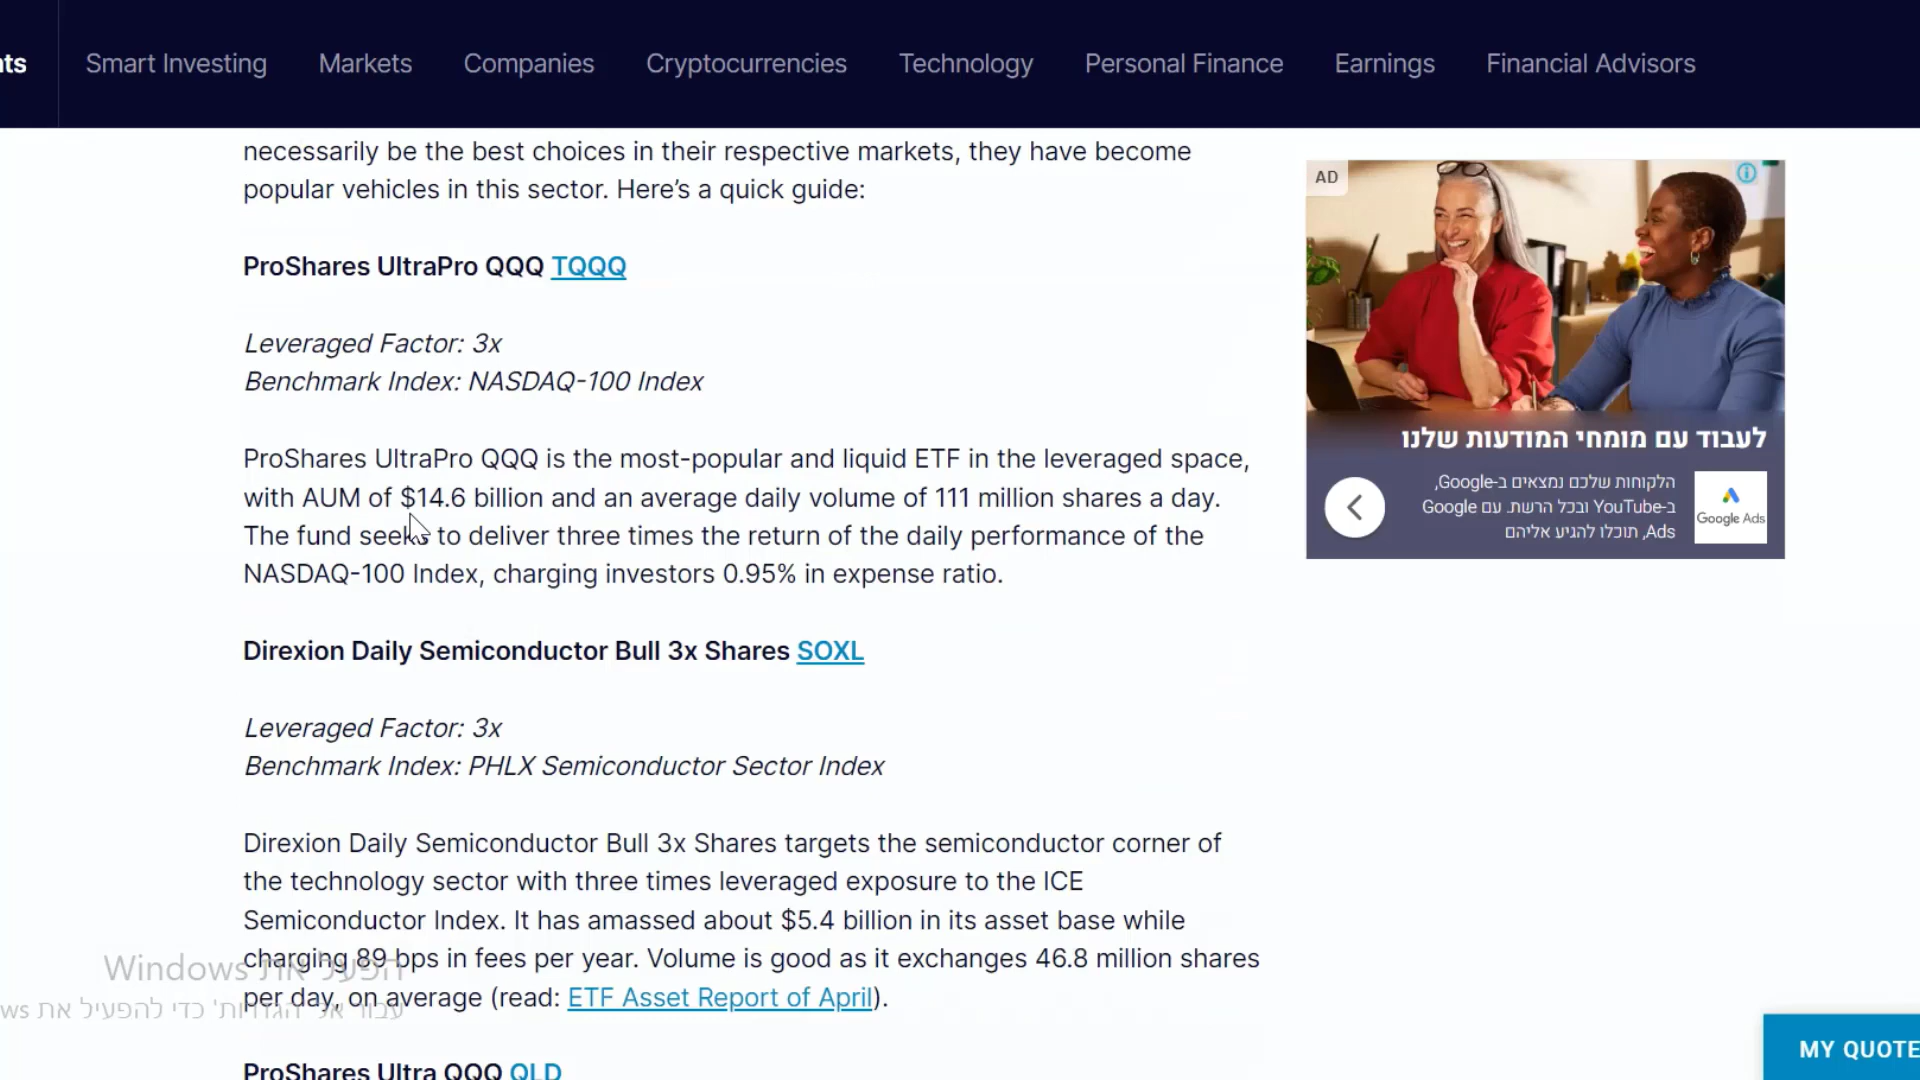 nts
Smart Investing
Markets
Companies
Cryptocurrencies
Technology
Personal Finance
Earnings
Financial Advisors
necessarily be the best choices in their respective markets, they have become
popular vehicles in this sector. Here’s a quick guide:
ProShares UltraPro QQQ TQQQ
Leveraged Factor: 3x
Benchmark Index: NASDAQ-100 Index
ProShares UltraPro QQQ is the most-popular and liquid ETF in the leveraged space,
with AUM of $14.6 billion and an average daily volume of 111 million shares a day.
The fund seeks to deliver three times the return of the daily performance of the
NASDAQ-100 Index, charging investors 0.95% in expense ratio.
Direxion Daily Semiconductor Bull 3x Shares SOXL
Leveraged Factor: 3x
Benchmark Index: PHLX Semiconductor Sector Index
Direxion Daily Semiconductor Bull 3x Shares targets the semiconductor corner of
the technology sector with three times leveraged exposure to the ICE
Semiconductor Index. It has amassed about $5.4 billion in its asset base while
charging 89 bps in fees per year. Volume is good as it exchanges 46.8 million shares
per day, on average (read: ETF Asset Report of April).
ProShares Ultra QQQ QLD
AD
לעבוד עם מומחי המודעות שלנו
הלקוחות שלכם נמצאים ב-Google,
ב-YouTube ובכל הרשת. עם Google
Ads, תוכלו להגיע אליהם
Google Ads
הפעל את Windows
עבור אל 'הגדרות' כדי להפעיל את ws
MY QUOTE